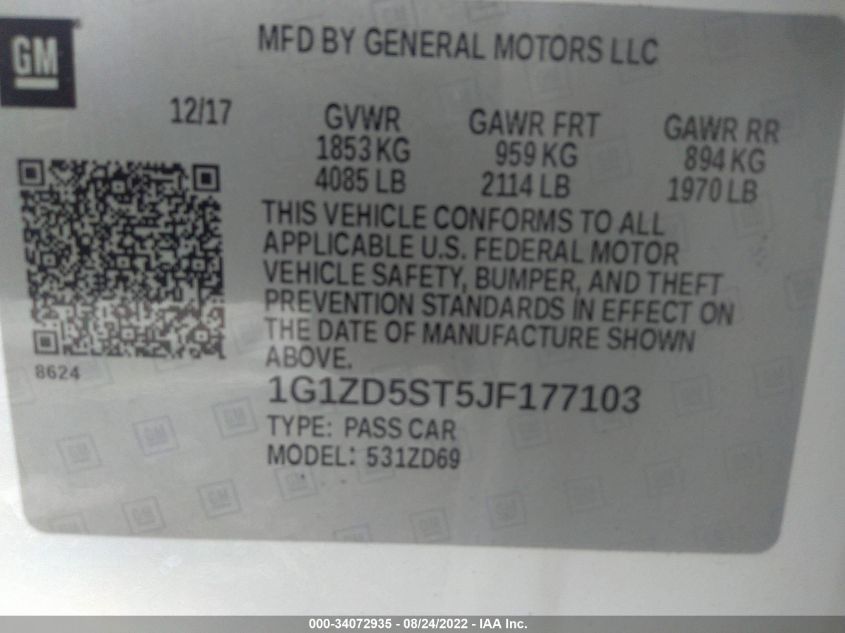 GM
MFD BY GENERAL MOTORS LLC
12/17
GVWR GAWR FRT GAWR RR
1853 KG 959 KG 894 KG
4085 LB 2114 LB 1970 LB
THIS VEHICLE CONFORMS TO ALL
APPLICABLE U.S. FEDERAL MOTOR
VEHICLE SAFETY, BUMPER, AND THEFT
PREVENTION STANDARDS IN EFFECT ON
THE DATE OF MANUFACTURE SHOWN
ABOVE.
8624
1G1ZD5ST5JF177103
TYPE: PASS CAR
MODEL: 531ZD69
000-34072935 - 08/24/2022 - IAA Inc.